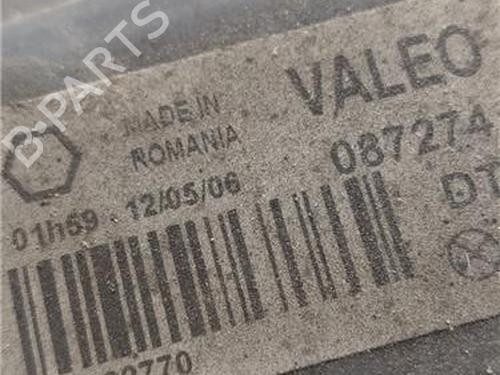 VALEO
MADE IN
ROMANIA
087274
01h59 12/05/06
DT
B-PARTS